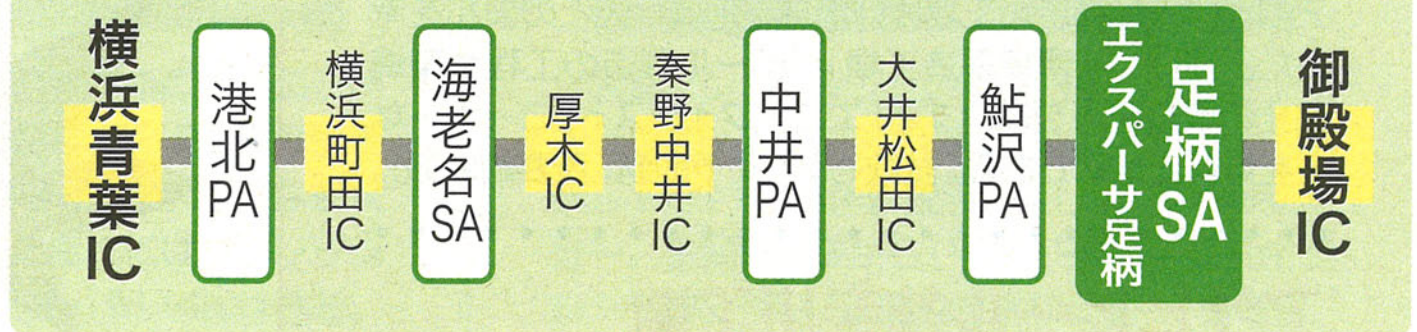 横浜青葉IC
港北PA
横浜町田IC
海老名SA
厚木IC
秦野中井IC
中井PA
大井松田IC
鮎沢PA
足柄SA
エクスパーサ足柄
御殿場IC